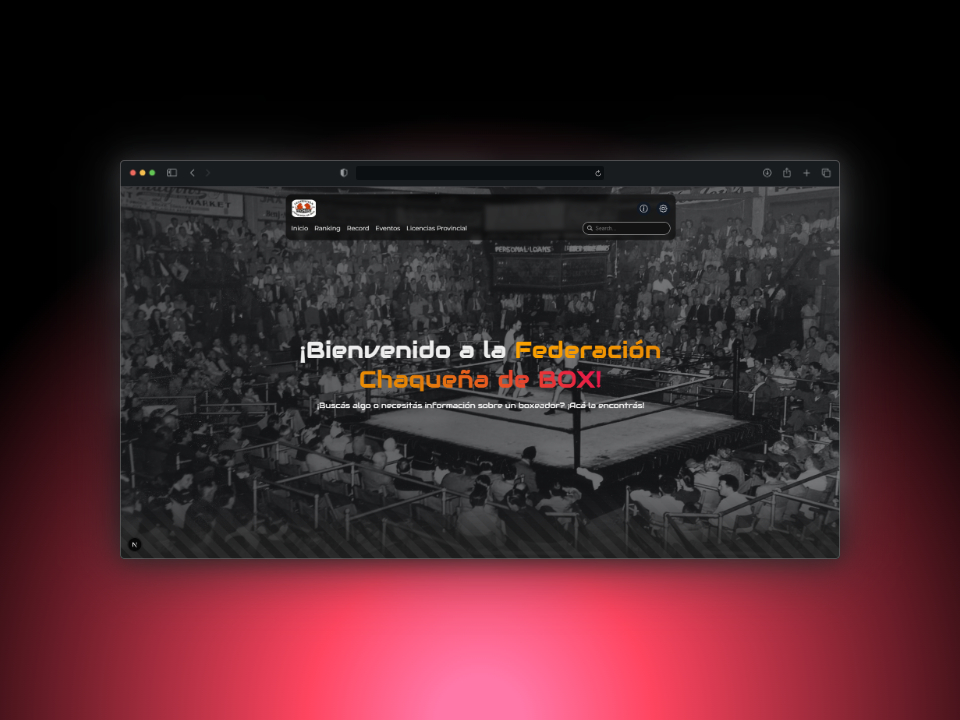 MARKET
Inicio Ranking Record Eventos Licencias Provincial
Search...
PERSONAL LOANS
¡Bienvenido a la Federación
Chaqueña de BOX!
¡Buscás algo o necesitás información sobre un boxeador? ¡Acá la encontrás!
N